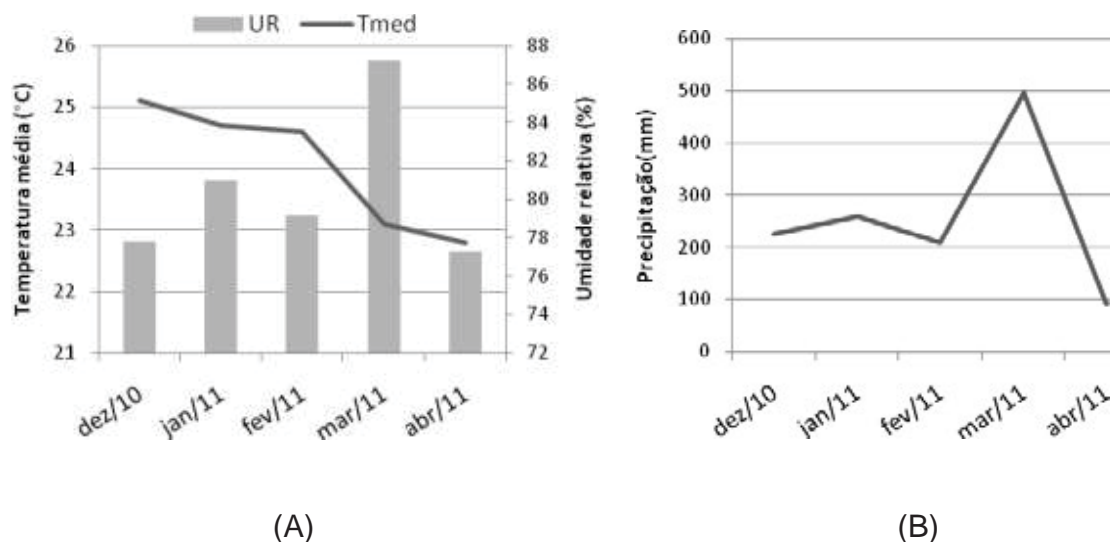 UR Tmed
Temperatura média (°C)
26
25
24
23
22
21
Umidade relativa (%)
88
86
84
82
80
78
76
74
72
dez/10
jan/11
fev/11
mar/11
abr/11
(A)
Precipitação(mm)
600
500
400
300
200
100
0
dez/10
jan/11
fev/11
mar/11
abr/11
(B)